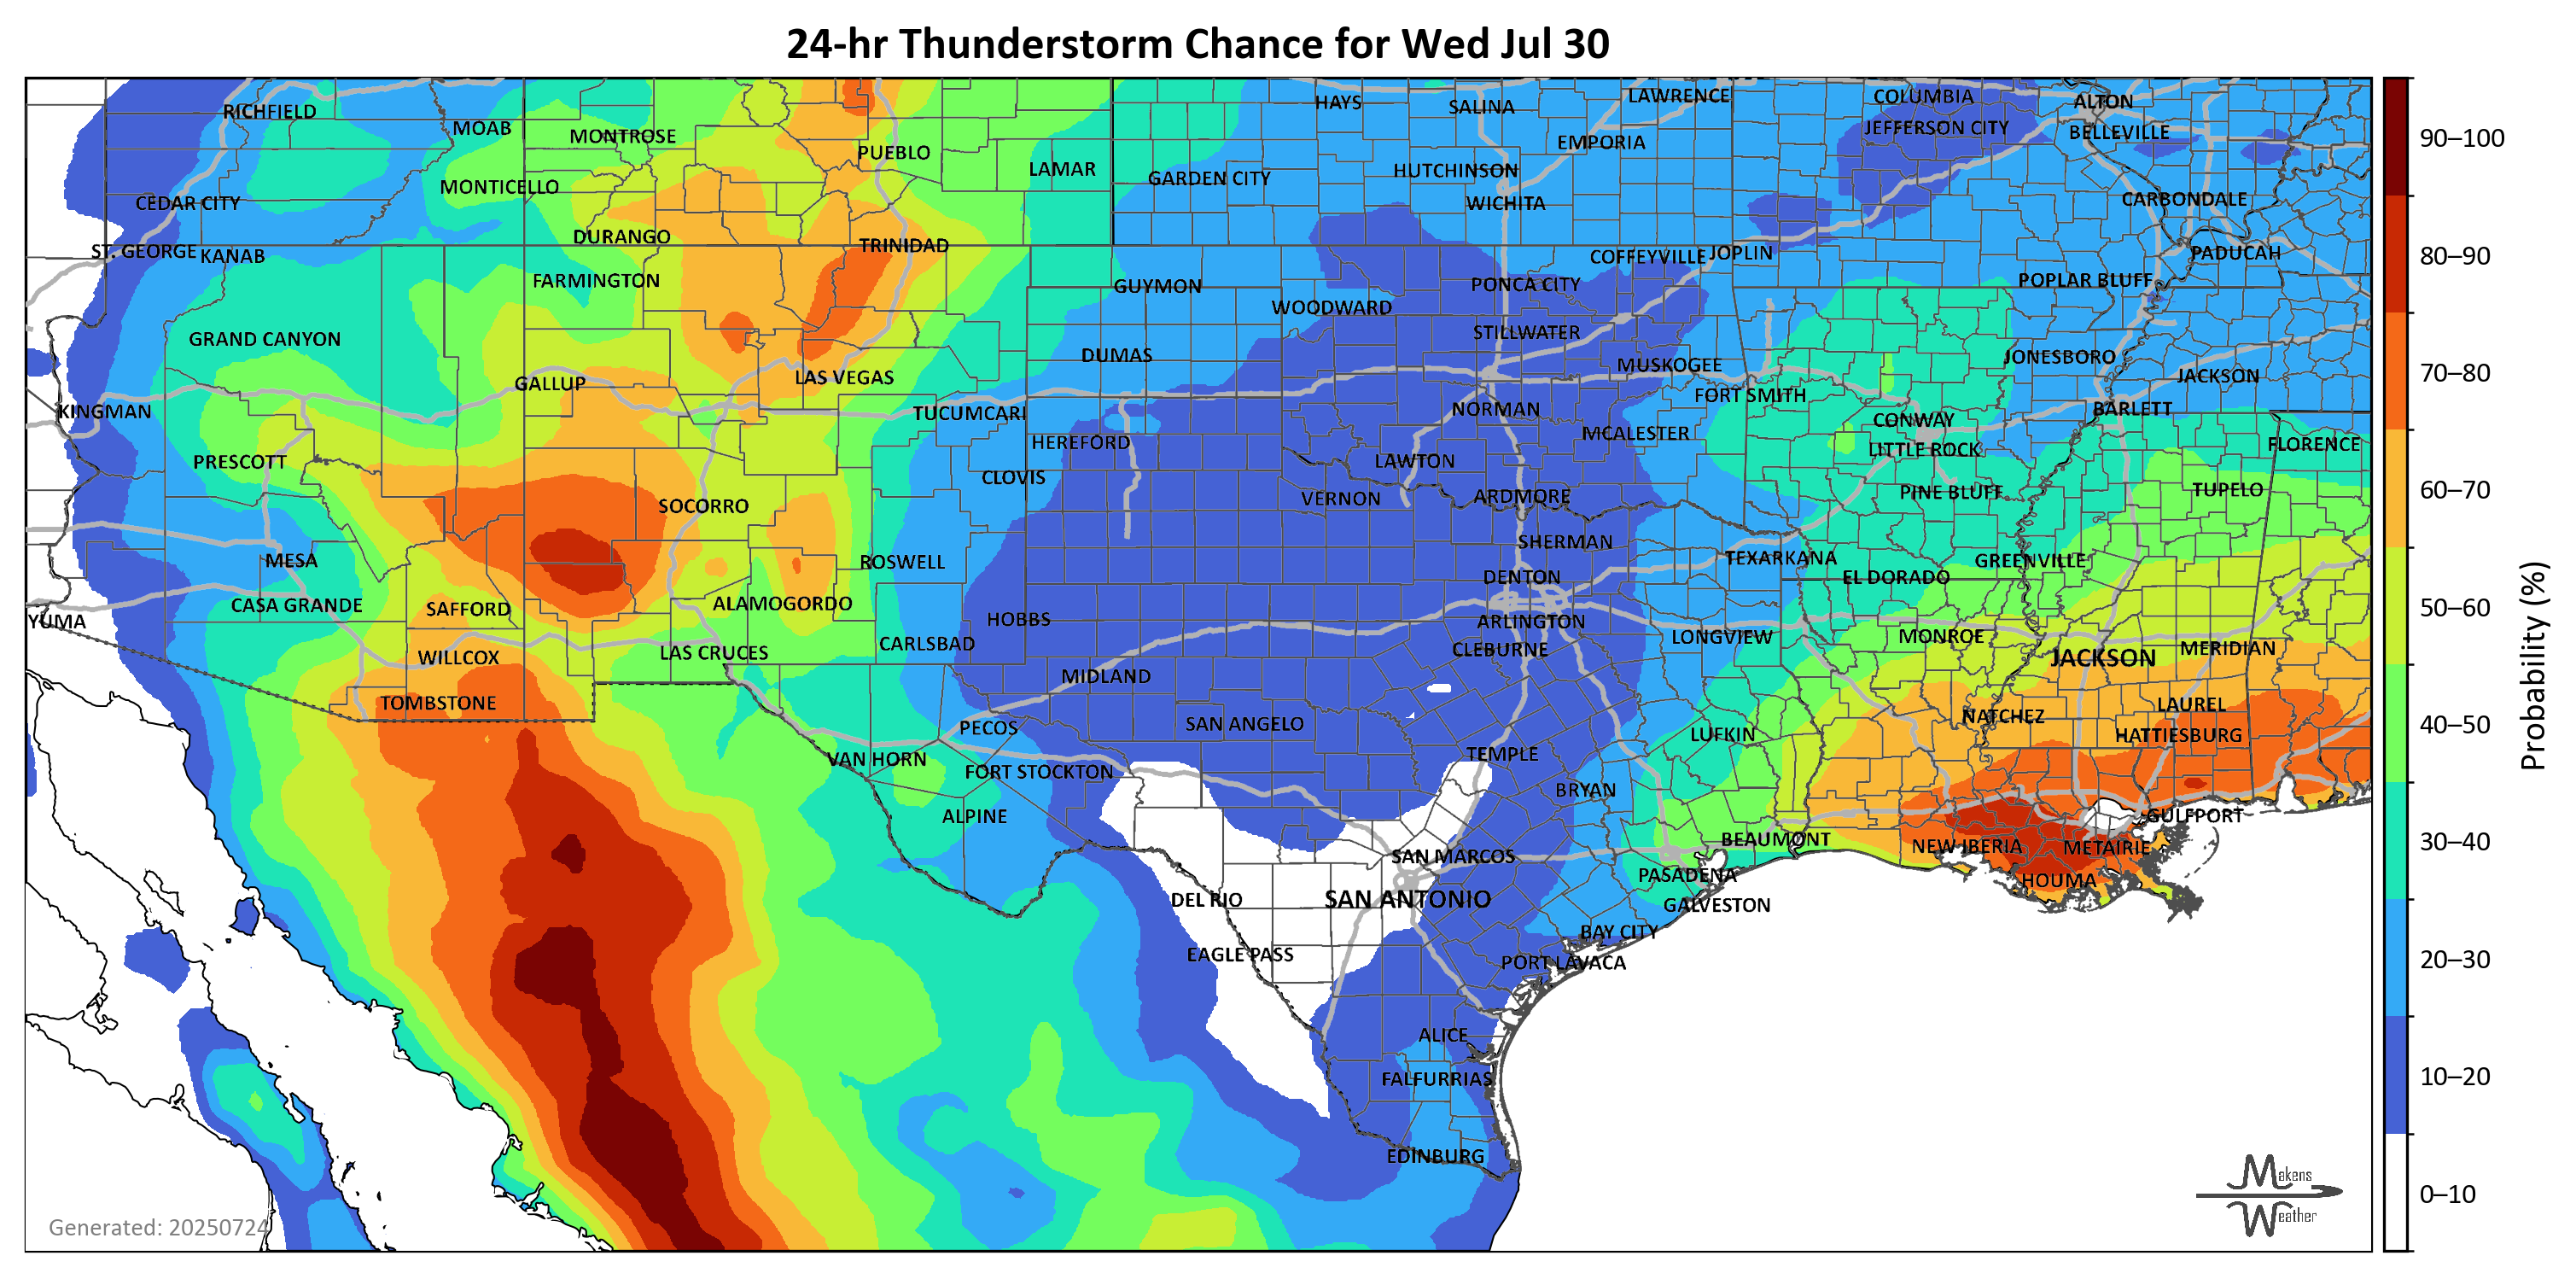 24-hr Thunderstorm Chance for Wed Jul 30
RICHFIELD
MOAB
MONTROSE
PUEBLO
LAMAR
GARDEN CITY
HAYS
SALINA
LAWRENCE
COLUMBIA
ALTON
JEFFERSON CITY
BELLEVILLE
EMPORIA
HUTCHINSON
WICHITA
MONTICELLO
CEDAR CITY
CARBONDALE
DURANGO
TRINIDAD
ST. GEORGE
KANAB
COFFEYVILLE
JOPLIN
PADUCAH
FARMINGTON
GUYMON
PONCA CITY
POPLAR BLUFF
WOODWARD
GRAND CANYON
STILLWATER
DUMAS
MUSKOGEE
JONESBORO
JACKSON
GALLUP
LAS VEGAS
FORT SMITH
KINGMAN
TUCUMCARI
NORMAN
BARLETT
CONWAY
HEREFORD
MCALESTER
LITTLE ROCK
FLORENCE
PRESCOTT
CLOVIS
LAWTON
VERNON
ARDMORE
PINE BLUFF
TUPELO
SOCORRO
SHERMAN
MESA
ROSWELL
TEXARKANA
GREENVILLE
DENTON
EL DORADO
CASA GRANDE
SAFFORD
ALAMOGORDO
YUMA
HOBBS
ARLINGTON
LONGVIEW
MONROE
CARLSBAD
CLEBURNE
WILLCOX
LAS CRUCES
JACKSON
MERIDIAN
MIDLAND
TOMBSTONE
LAUREL
NATCHEZ
PECOS
SAN ANGELO
LUFKIN
HATTIESBURG
VAN HORN
TEMPLE
FORT STOCKTON
BRYAN
ALPINE
GULFPORT
BEAUMONT
NEW IBERIA
METAIRIE
SAN MARCOS
PASADENA
HOUMA
DEL RIO
SAN ANTONIO
GALVESTON
BAY CITY
EAGLE PASS
PORT LAVACA
ALICE
FALFURRIAS
EDINBURG
Generated: 20250724
Makens
Weather
90–100
80–90
70–80
60–70
50–60
40–50
30–40
20–30
10–20
0–10
Probability (%)